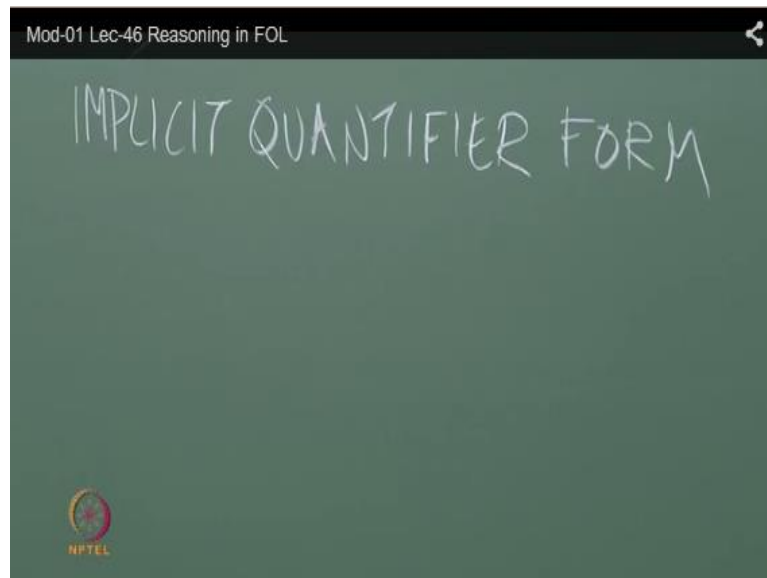 Mod-01 Lec-46 Reasoning in FOL
IMPLICIT QUANTIFIER FORM
NPTEL